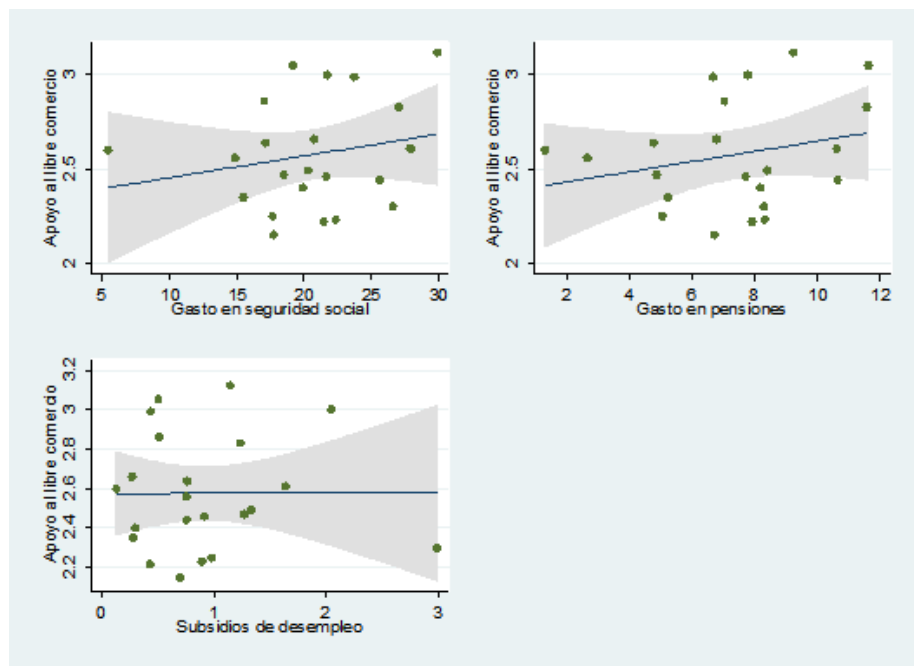 Apoyo al libre comercio
3
2.5
2
5 10 15 20 25 30
Gasto en seguridad social
Apoyo al libre comercio
3
2.5
2
2 4 6 8 10 12
Gasto en pensiones
Apoyo al libre comercio
3.2
3
2.8
2.6
2.4
2.2
0 1 2 3
Subsidios de desempleo